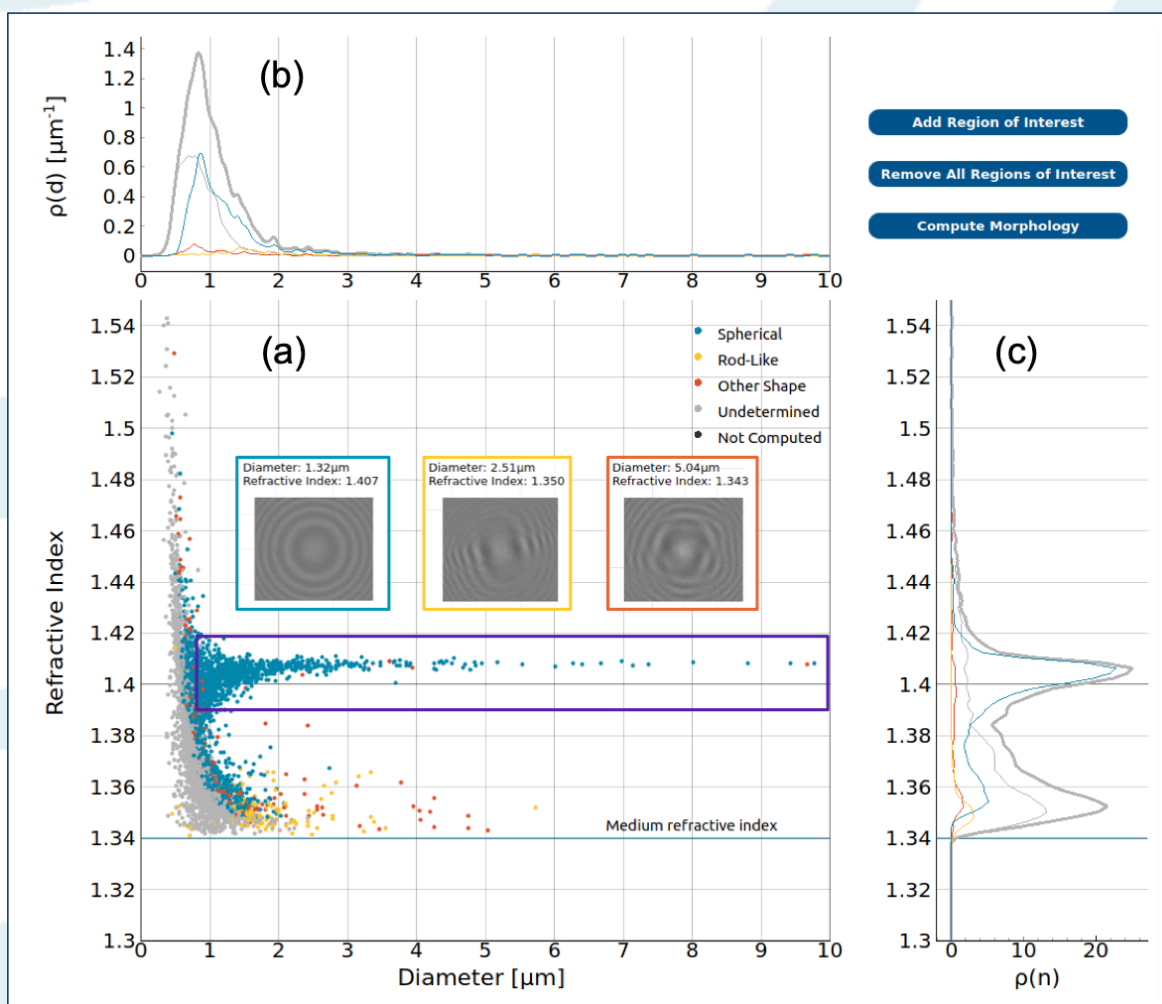 (b)
ρ(d) [μm⁻¹]
1.4
1.2
1
0.8
0.6
0.4
0.2
0
0 1 2 3 4 5 6 7 8 9 10
Add Region of Interest
Remove All Regions of Interest
Compute Morphology
(a)
Refractive Index
1.54
1.52
1.5
1.48
1.46
1.44
1.42
1.4
1.38
1.36
1.34
1.32
1.3
Spherical
Rod-Like
Other Shape
Undetermined
Not Computed
Diameter: 1.32μm
Refractive Index: 1.407
Diameter: 2.51μm
Refractive Index: 1.350
Diameter: 5.04μm
Refractive Index: 1.343
Medium refractive index
0 1 2 3 4 5 6 7 8 9 10
Diameter [μm]
(c)
1.54
1.52
1.5
1.48
1.46
1.44
1.42
1.4
1.38
1.36
1.34
1.32
1.3
0 10 20
ρ(n)